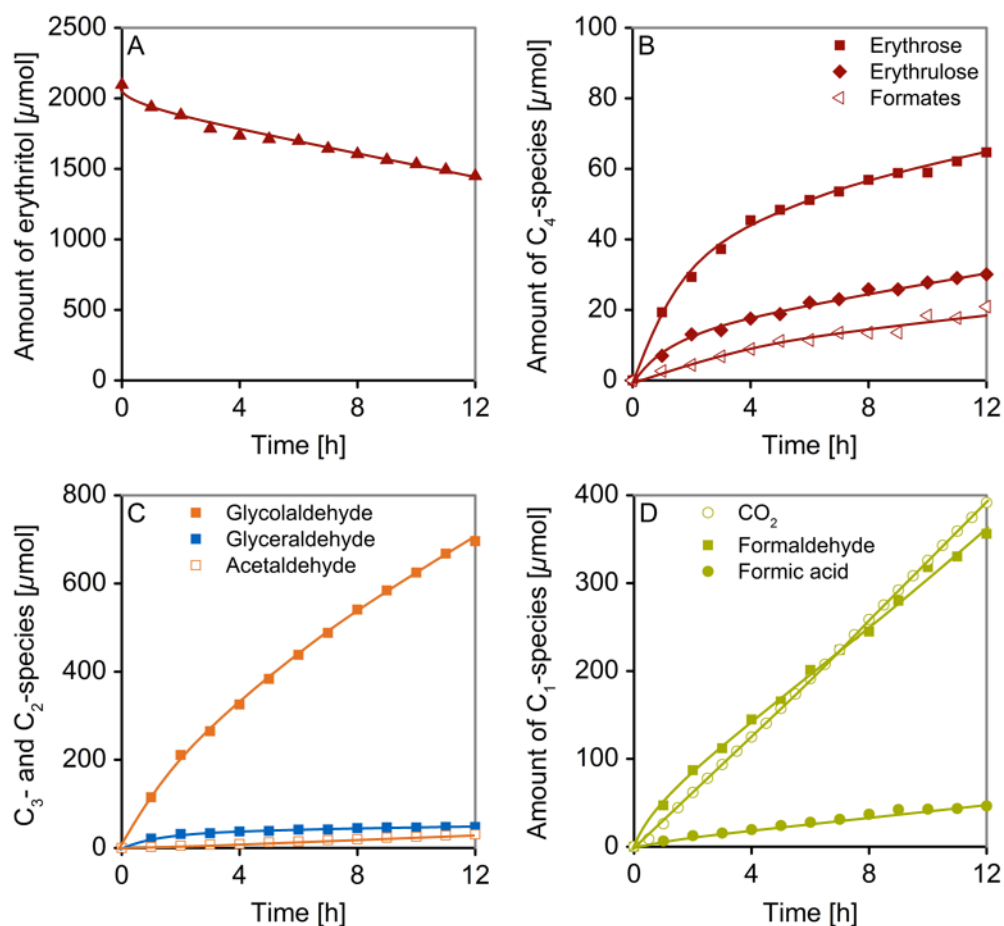 A
Amount of erythritol [µmol]
2500
2000
1500
1000
500
0
0 4 8 12
Time [h]
B
Erythrose
Erythrulose
Formates
Amount of C₄-species [µmol]
100
80
60
40
20
0
0 4 8 12
Time [h]
C
Glycolaldehyde
Glyceraldehyde
Acetaldehyde
C₃- and C₂-species [µmol]
800
600
400
200
0
0 4 8 12
Time [h]
D
CO₂
Formaldehyde
Formic acid
Amount of C₁-species [µmol]
400
300
200
100
0
0 4 8 12
Time [h]